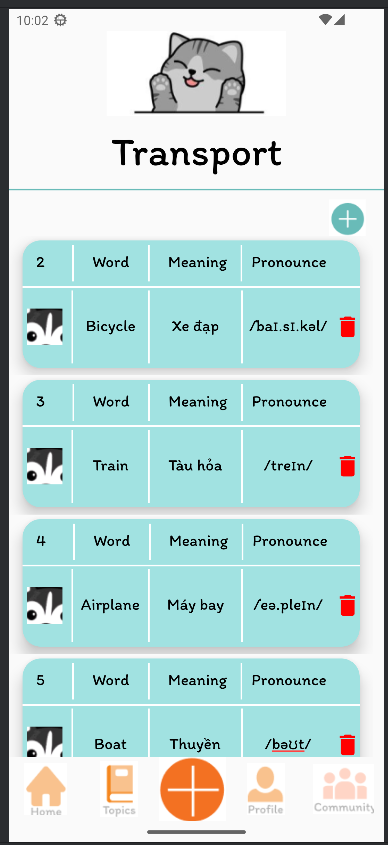 10:02
Transport
2 Word Meaning Pronounce
Bicycle Xe đạp /ˈbaɪ.sɪ.kəl/
3 Word Meaning Pronounce
Train Tàu hỏa /treɪn/
4 Word Meaning Pronounce
Airplane Máy bay /ˈeə.pleɪn/
5 Word Meaning Pronounce
Boat Thuyền /bəʊt/
Home Topics Profile Community